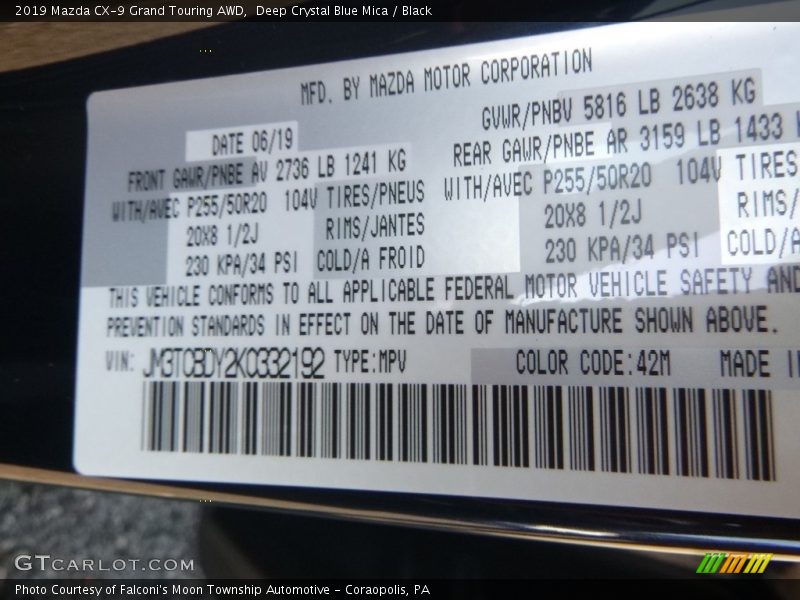 2019 Mazda CX-9 Grand Touring AWD,  Deep Crystal Blue Mica / Black
MFD. BY MAZDA MOTOR CORPORATION
DATE 06/19
GVWR/PNBV 5816 LB 2638 KG
FRONT GAWR/PNBE AV 2736 LB 1241 KG
REAR GAWR/PNBE AR 3159 LB 1433
WITH/AVEC P255/50R20 104V TIRES/PNEUS
WITH/AVEC P255/50R20 104V TIRES
20X8 1/2J RIMS/JANTES
20X8 1/2J RIMS/
230 KPA/34 PSI COLD/A FROID
230 KPA/34 PSI COLD/A
THIS VEHICLE CONFORMS TO ALL APPLICABLE FEDERAL MOTOR VEHICLE SAFETY AND
PREVENTION STANDARDS IN EFFECT ON THE DATE OF MANUFACTURE SHOWN ABOVE.
VIN: JM3TCBDY2K0332192 TYPE:MPV COLOR CODE:42M MADE
GTCARLOT.COM
Photo Courtesy of Falconi's Moon Township Automotive - Coraopolis, PA